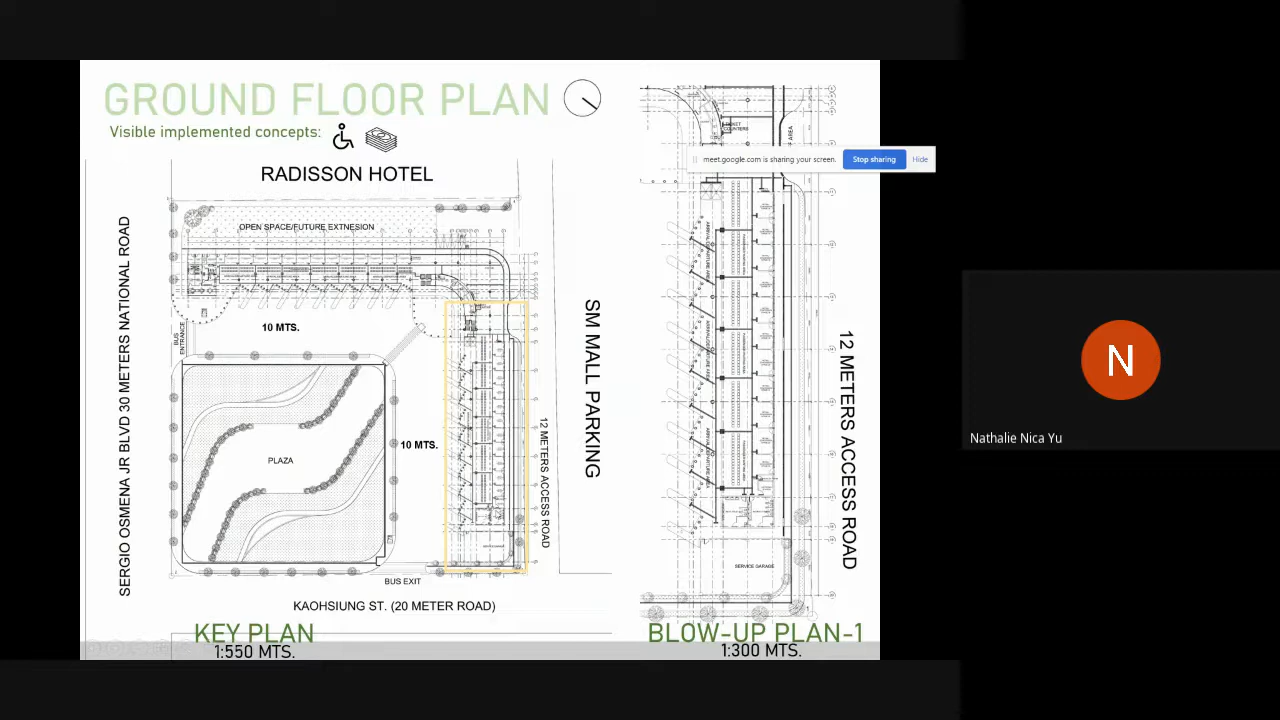 GROUND FLOOR PLAN
Visible implemented concepts:
RADISSON HOTEL
OPEN SPACE/FUTURE EXTNESION
SERGIO OSMENA JR BLVD 30 METERS NATIONAL ROAD
BUS ENTRANCE
10 MTS.
10 MTS.
PLAZA
SM MALL PARKING
12 METERS ACCESS ROAD
BUS EXIT
KAOHSIUNG ST. (20 METER ROAD)
KEY PLAN
1:550 MTS.
TICKET COUNTERS
AREA
meet.google.com is sharing your screen.
Stop sharing
Hide
12 METERS ACCESS ROAD
SERVICE GARAGE
BLOW-UP PLAN-1
1:300 MTS.
N
Nathalie Nica Yu